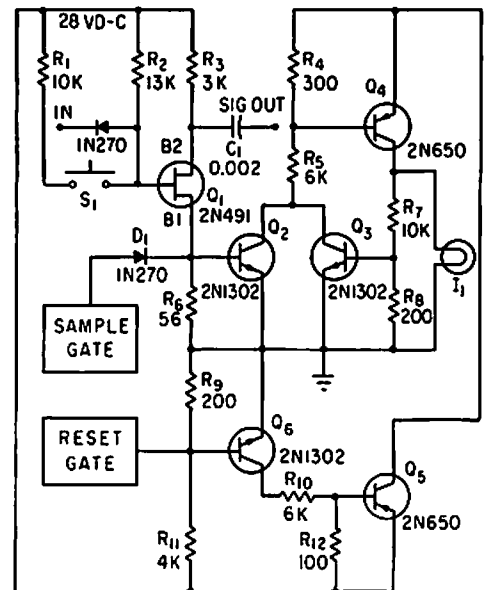 28 VD-C
R1
10K
R2
13K
R3
3K
R4
300
Q4
IN
SIG OUT
1N270
B2
C1
0.002
R5
6K
2N650
S1
Q1
B1
2N491
R7
10K
D1
Q2
Q3
1N270
I1
2N1302
2N1302
R6
56
R8
200
SAMPLE
GATE
R9
200
RESET
GATE
Q6
2N1302
R10
6K
Q5
2N650
R11
4K
R12
100